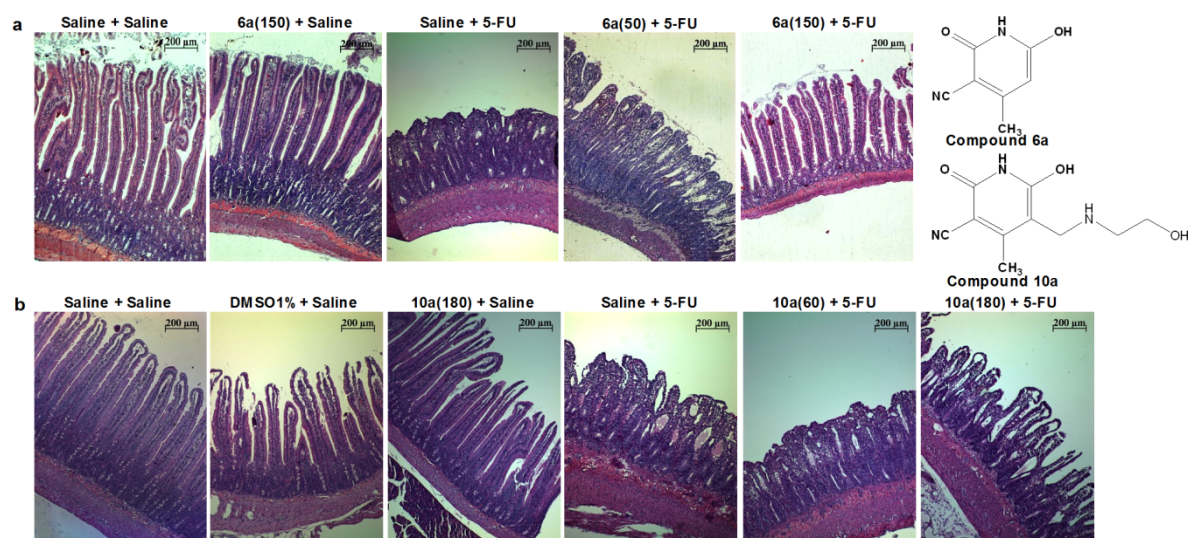 a
Saline + Saline
6a(150) + Saline
Saline + 5-FU
6a(50) + 5-FU
6a(150) + 5-FU
200 µm
200 µm
200 µm
200 µm
200 µm
H
N
O
OH
NC
CH3
Compound 6a
H
N
O
OH
H
N
NC
OH
CH3
Compound 10a
b
Saline + Saline
DMSO1% + Saline
10a(180) + Saline
Saline + 5-FU
10a(60) + 5-FU
10a(180) + 5-FU
200 µm
200 µm
200 µm
200 µm
200 µm
200 µm